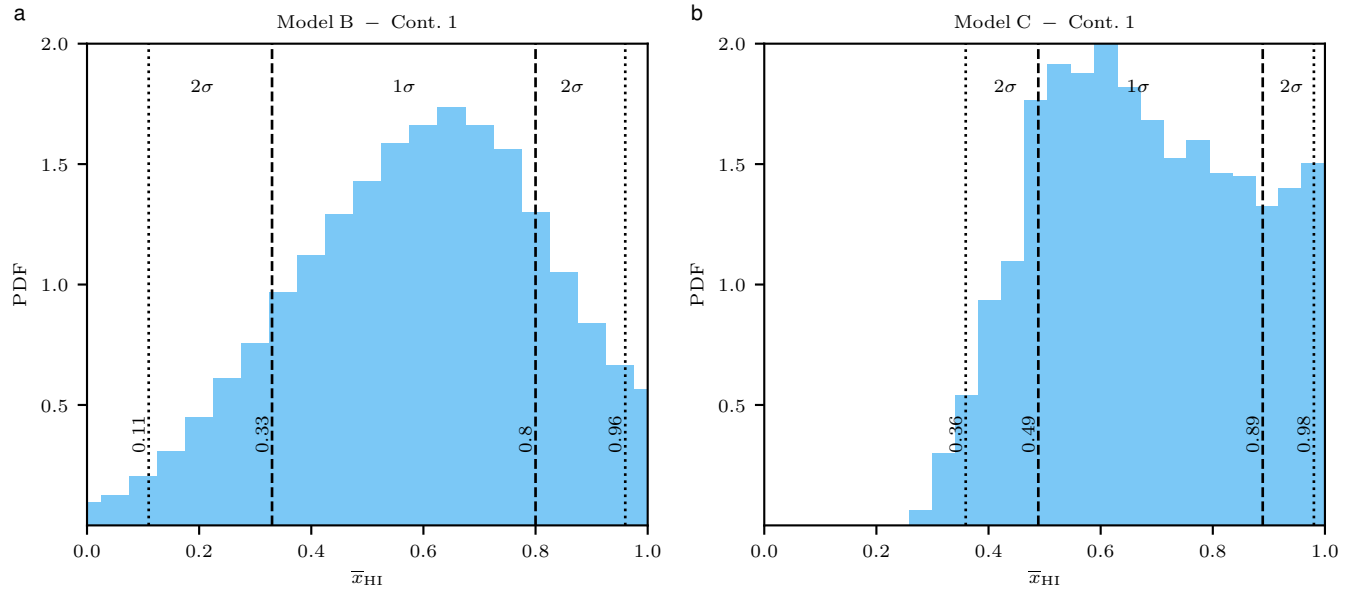 a
Model B − Cont. 1
2.0
1.5
1.0
0.5
PDF
2σ
1σ
2σ
0.11
0.33
0.8
0.96
0.0 0.2 0.4 0.6 0.8 1.0
x̅HI
b
Model C − Cont. 1
2.0
1.5
1.0
0.5
PDF
2σ
1σ
2σ
0.36
0.49
0.89
0.98
0.0 0.2 0.4 0.6 0.8 1.0
x̅HI